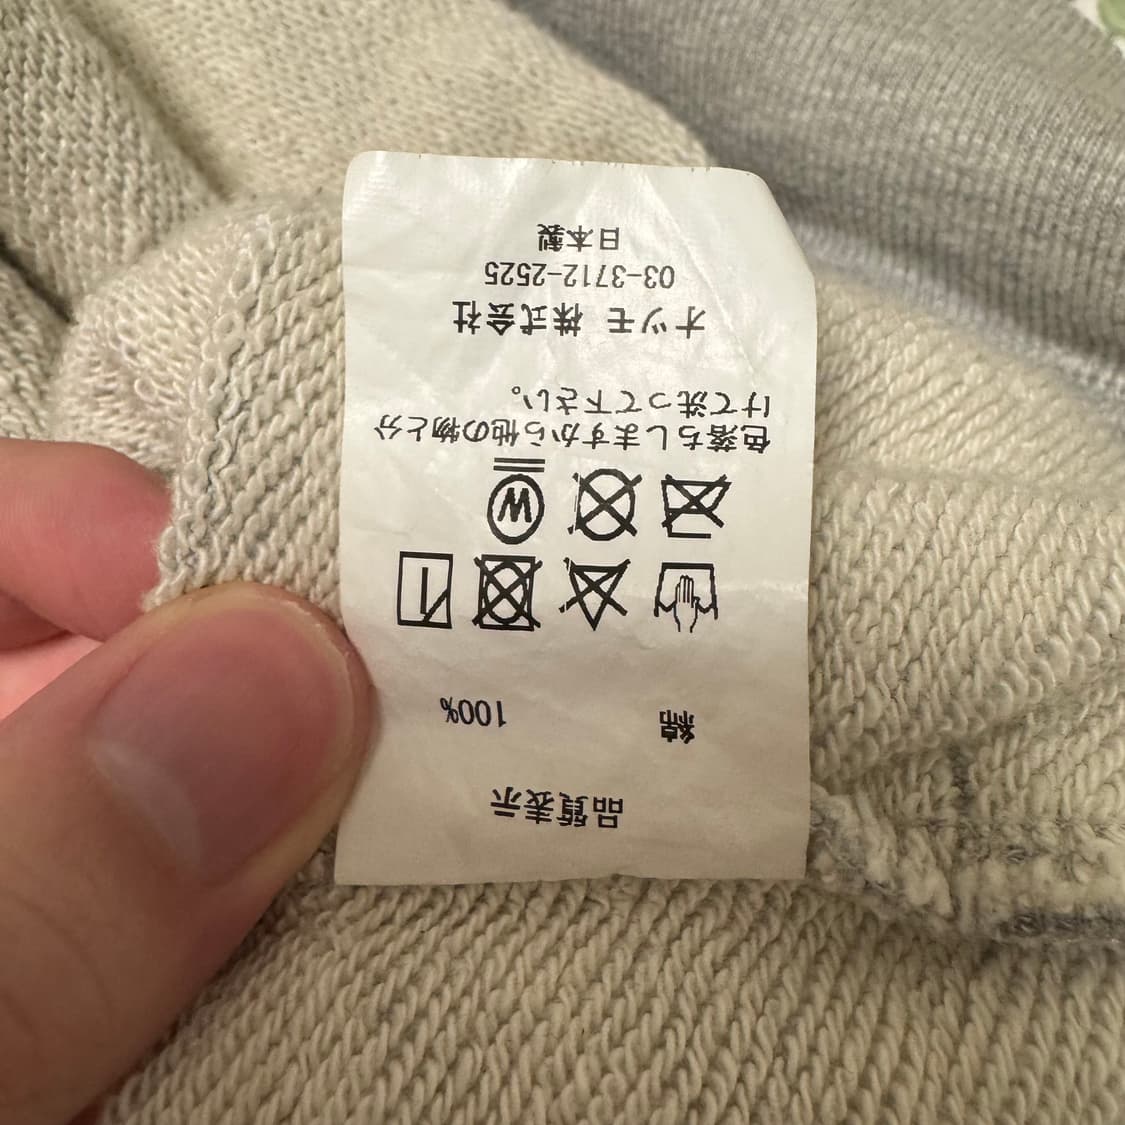 品質表示
綿 100%
W
色落ちしますから他の物と分
けて洗って下さい。
オツモ 株式会社
03-3712-2525
日本製